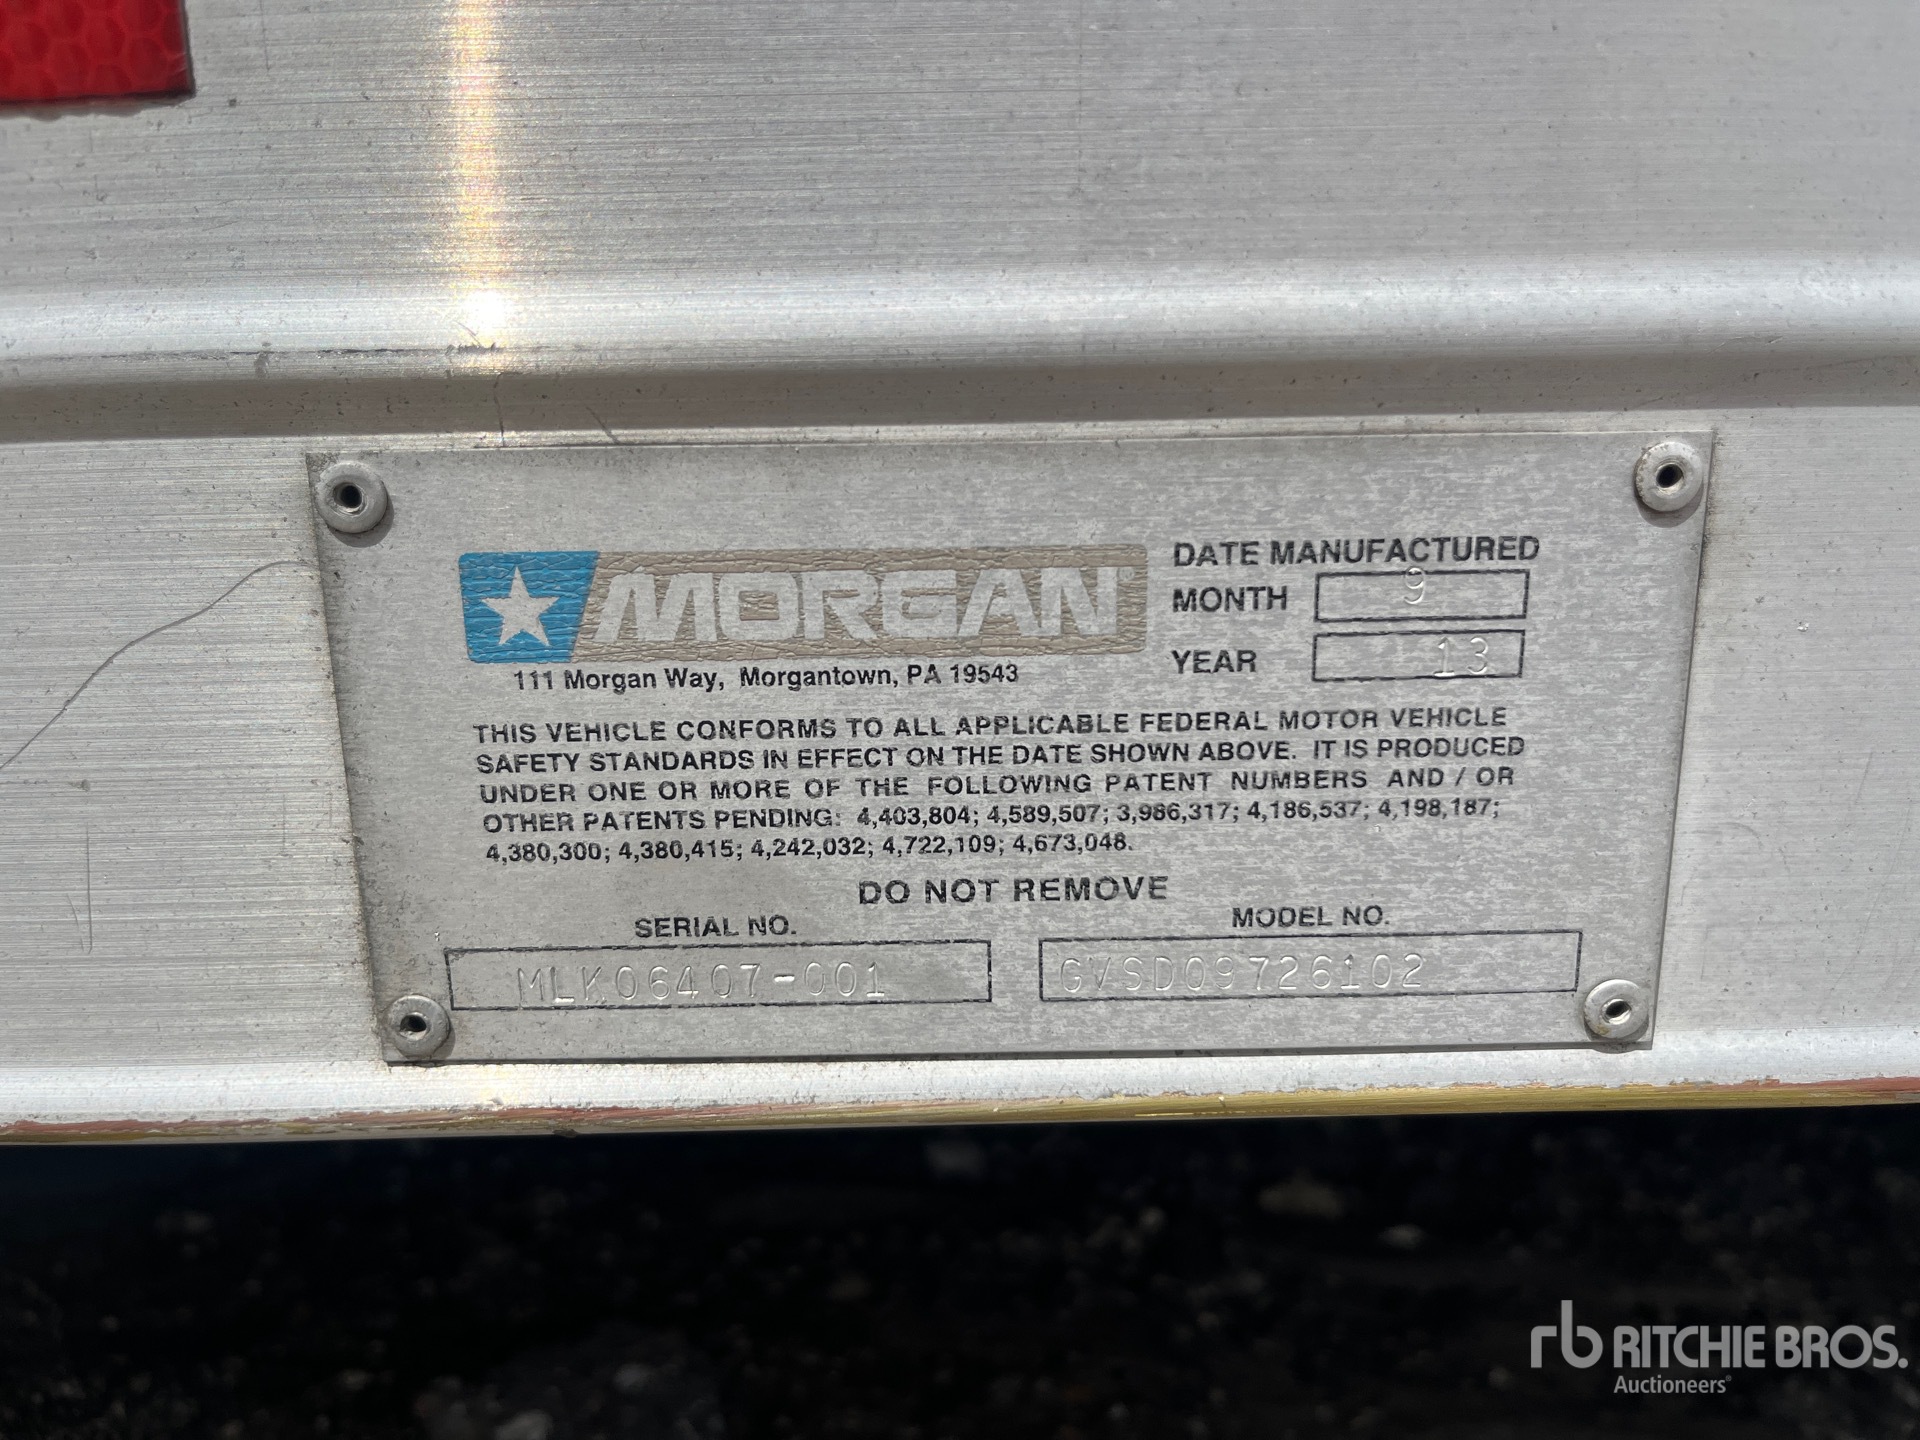 MORGAN®
111 Morgan Way, Morgantown, PA 19543
DATE MANUFACTURED
MONTH 9
YEAR 13
THIS VEHICLE CONFORMS TO ALL APPLICABLE FEDERAL MOTOR VEHICLE
SAFETY STANDARDS IN EFFECT ON THE DATE SHOWN ABOVE. IT IS PRODUCED
UNDER ONE OR MORE OF THE FOLLOWING PATENT NUMBERS AND / OR
OTHER PATENTS PENDING: 4,403,804; 4,589,507; 3,986,317; 4,186,537; 4,198,187;
4,380,300; 4,380,415; 4,242,032; 4,722,109; 4,673,048.
DO NOT REMOVE
SERIAL NO.
MLK06407-001
MODEL NO.
GVSD09726102
rb RITCHIE BROS.
Auctioneers®